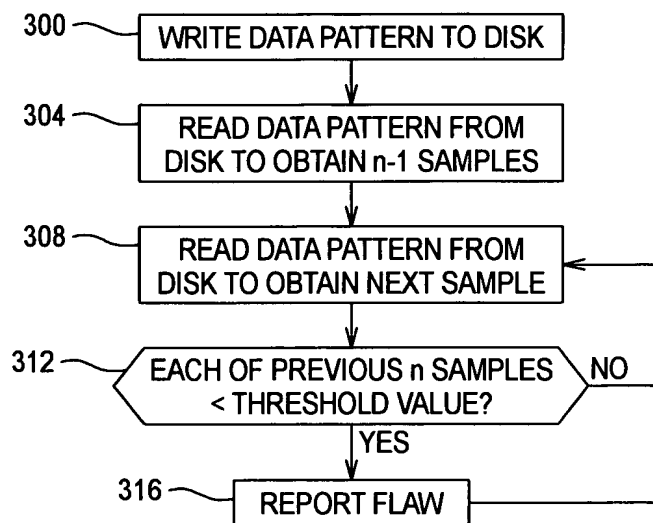 300
WRITE DATA PATTERN TO DISK
304
READ DATA PATTERN FROM
DISK TO OBTAIN n-1 SAMPLES
308
READ DATA PATTERN FROM
DISK TO OBTAIN NEXT SAMPLE
312
EACH OF PREVIOUS n SAMPLES
< THRESHOLD VALUE?
NO
YES
316
REPORT FLAW